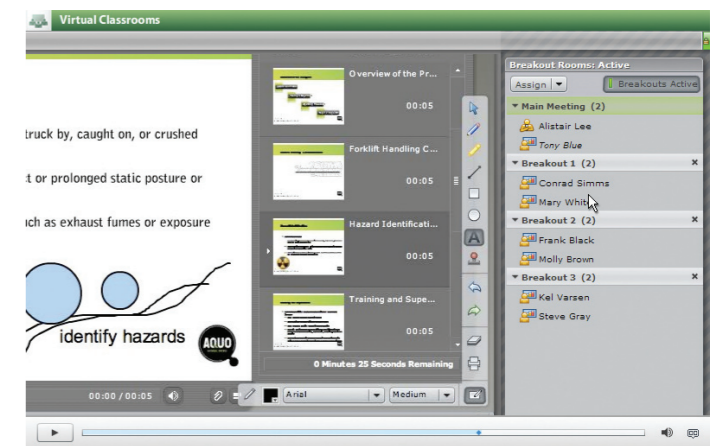 Virtual Classrooms
truck by, caught on, or crushed
t or prolonged static posture or
uch as exhaust fumes or exposure
identify hazards
AQUO
Overview of the Pr...
00:05
Forklift Handling C...
00:05
Hazard Identificati...
00:05
Training and Supe...
00:05
0 Minutes 25 Seconds Remaining
00:00 / 00:05
Arial
Medium
A
Breakout Rooms: Active
Assign
Breakouts Active
Main Meeting (2)
Alistair Lee
Tony Blue
Breakout 1 (2) x
Conrad Simms
Mary White
Breakout 2 (2) x
Frank Black
Molly Brown
Breakout 3 (2) x
Kel Varsen
Steve Gray